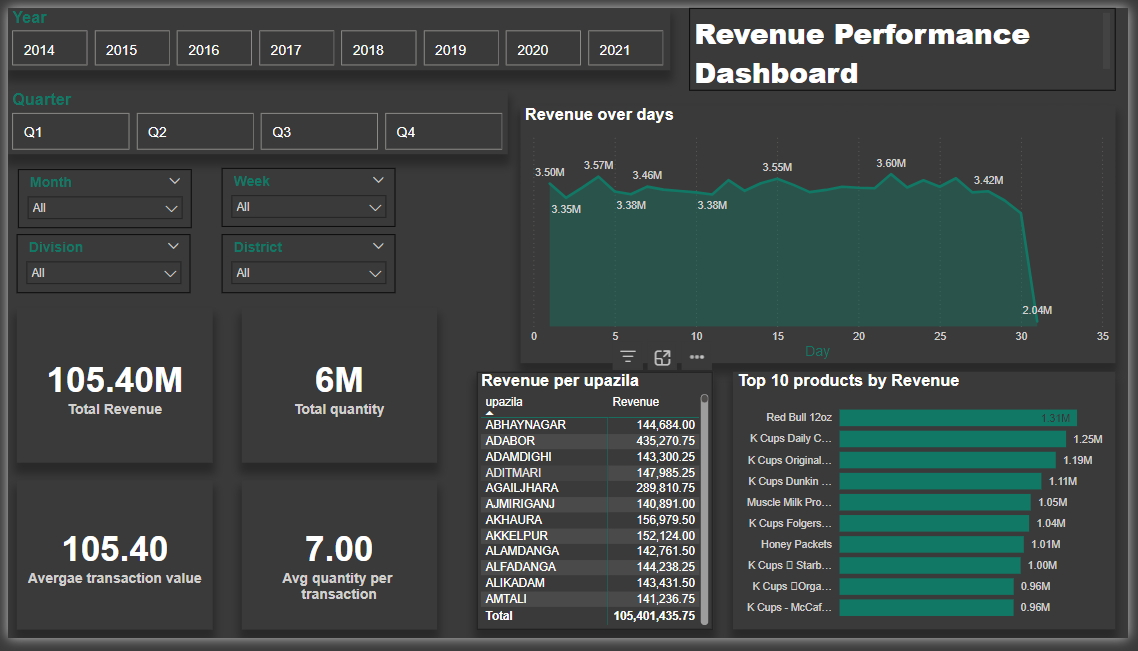 Year
2014
2015
2016
2017
2018
2019
2020
2021
Revenue Performance
Dashboard
Quarter
Q1
Q2
Q3
Q4
Month
All
Week
All
Division
All
District
All
Revenue over days
3.50M
3.35M
3.57M
3.38M
3.46M
3.38M
3.55M
3.60M
3.42M
2.04M
0
5
10
15
20
25
30
35
Day
105.40M
Total Revenue
6M
Total quantity
105.40
Avergae transaction value
7.00
Avg quantity per
transaction
Revenue per upazila
upazila Revenue
ABHAYNAGAR 144,684.00
ADABOR 435,270.75
ADAMDIGHI 143,300.25
ADITMARI 147,985.25
AGAILJHARA 289,810.75
AJMIRIGANJ 140,891.00
AKHAURA 156,979.50
AKKELPUR 152,124.00
ALAMDANGA 142,761.50
ALFADANGA 144,238.25
ALIKADAM 143,431.50
AMTALI 141,236.75
Total 105,401,435.75
Top 10 products by Revenue
Red Bull 12oz 1.31M
K Cups Daily C... 1.25M
K Cups Original... 1.19M
K Cups Dunkin ... 1.11M
Muscle Milk Pro... 1.05M
K Cups Folgers... 1.04M
Honey Packets 1.01M
K Cups – Starb... 1.00M
K Cups –Orga... 0.96M
K Cups - McCaf... 0.96M